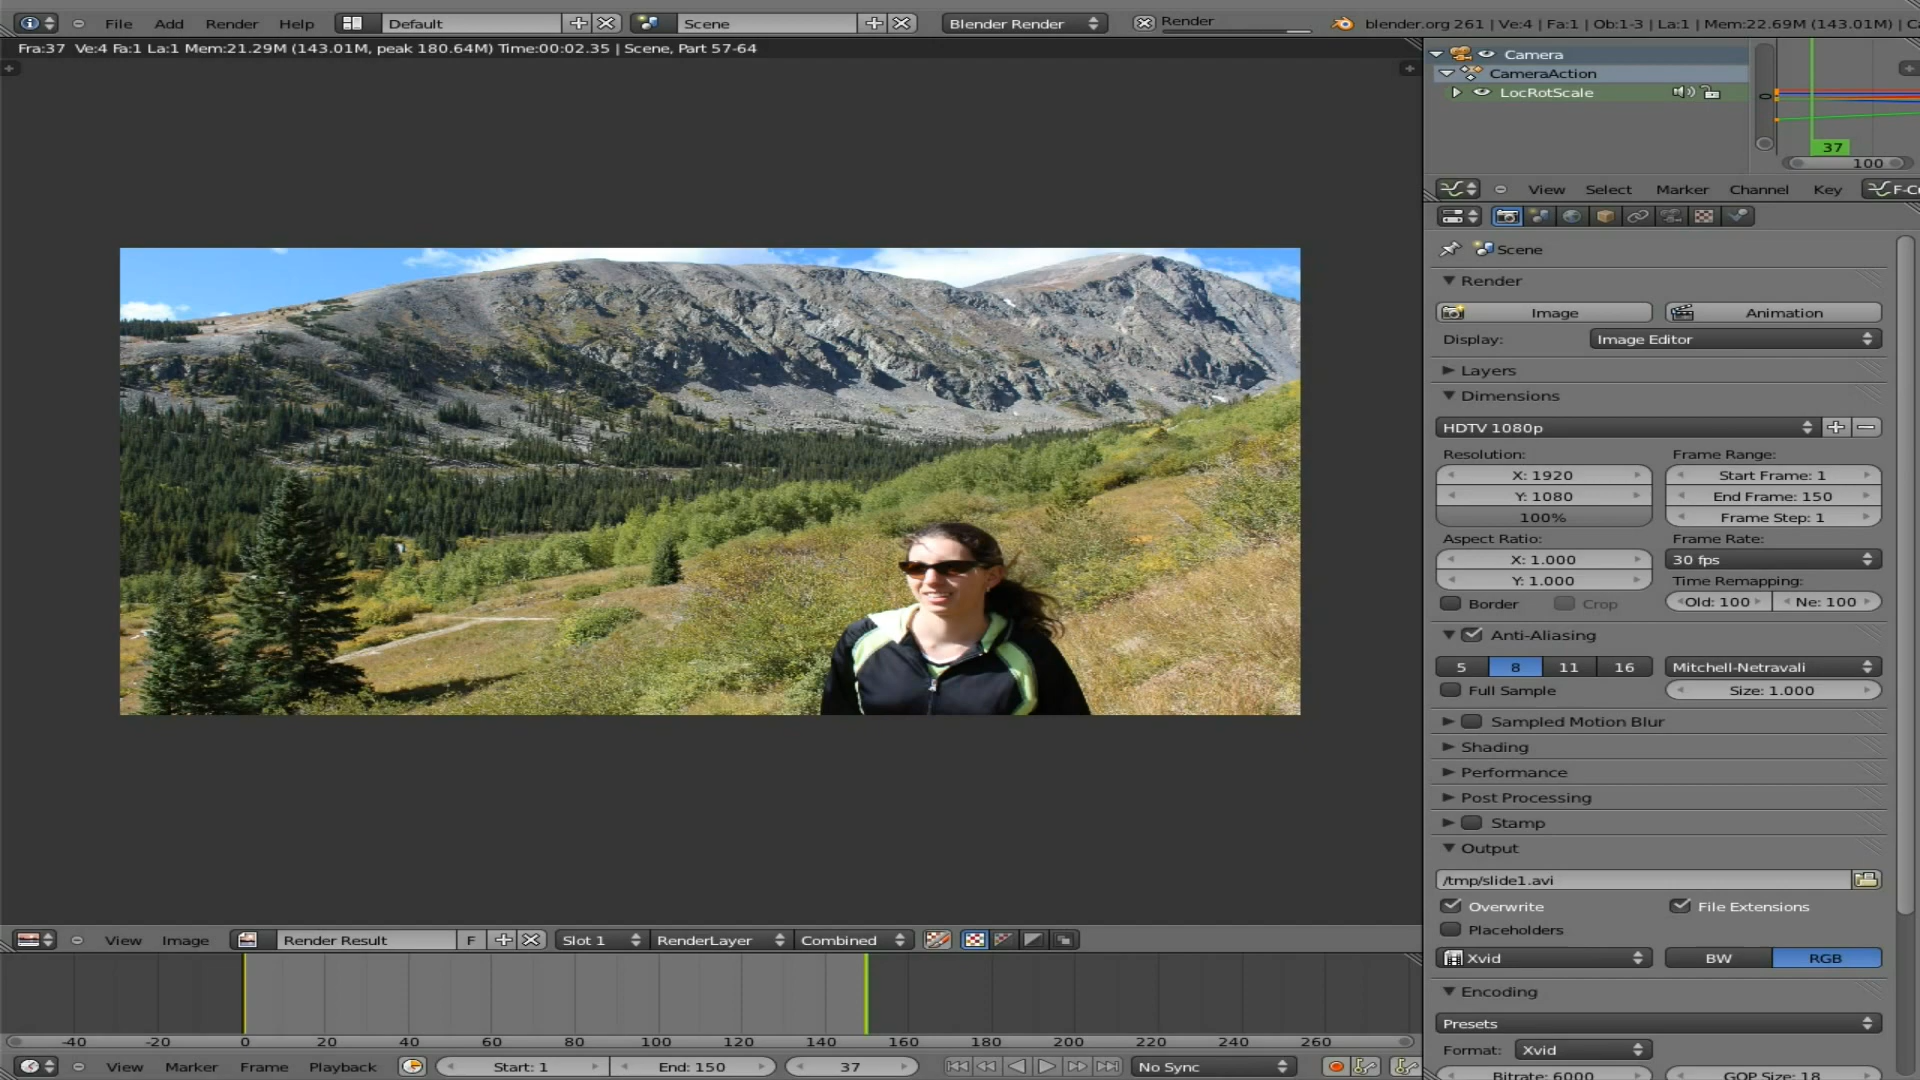 File Add Render Help Default Scene Blender Render Render blender.org 261 | Ve:4 | Fa:1 | Ob:1-3 | La:1 | Mem:22.69M (143.01M) | Ca
Fra:37 Ve:4 Fa:1 La:1 Mem:21.29M (143.01M, peak 180.64M) Time:00:02.35 | Scene, Part 57-64
Camera
CameraAction
LocRotScale
37
100
View Select Marker Channel Key F-Cu
Scene
Render
Image Animation
Display: Image Editor
Layers
Dimensions
HDTV 1080p
Resolution: Frame Range:
X: 1920 Start Frame: 1
Y: 1080 End Frame: 150
100% Frame Step: 1
Aspect Ratio: Frame Rate:
X: 1.000 30 fps
Y: 1.000 Time Remapping:
Border Crop Old: 100 Ne: 100
Anti-Aliasing
5 8 11 16 Mitchell-Netravali
Full Sample Size: 1.000
Sampled Motion Blur
Shading
Performance
Post Processing
Stamp
Output
/tmp/slide1.avi
Overwrite File Extensions
Placeholders
Xvid BW RGB
Encoding
Presets
Format: Xvid
Bitrate: 6000 GOP Size: 18
View Image Render Result F Slot 1 RenderLayer Combined
-40 -20 0 20 40 60 80 100 120 140 160 180 200 220 240 260
View Marker Frame Playback Start: 1 End: 150 37 No Sync